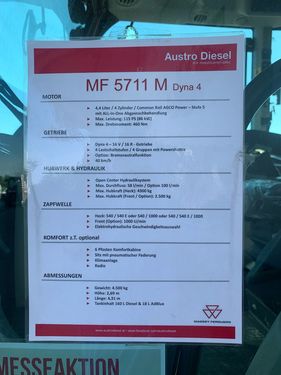 Austro Diesel
MF 5711 M Dyna 4
MOTOR
4,4 Liter / 4 Zylinder / Common Rail AGCO Power – Stufe 5
mit ALL-in-One Abgasnachbehandlung
Max. Leistung: 115 PS (86 kW)
Max. Drehmoment: 460 Nm
GETRIEBE
Dyna 4 – 16 V / 16 R - Getriebe
4 Lastschaltstufen / 4 Gruppen mit Powershuttle
Option: Bremsneutralfunktion
40 km/h
HUBWERK & HYDRAULIK
Open Center Hydrauliksystem
Max. Durchfluss: 58 l/min / Option 100 l/min
Max. Hubkraft (Heck): 4300 kg
Max. Hubkraft (Front) / Option: 2.500 kg
ZAPFWELLE
Heck: 540 / 540 E oder 540 / 1000 oder 540 / 540 E / 1000
Front (Option): 1000 U/min
Elektrohydraulische Geschwindigkeitsauswahl
KOMFORT z.T. optional
6 Pfosten Komfortkabine
Sitz mit pneumatischer Federung
Klimaanlage
Radio
ABMESSUNGEN
Gewicht: 4.500 kg
Höhe: 2,69 m
Länge: 4,31 m
Tankinhalt 160 L Diesel & 18 L AdBlue
MASSEY FERGUSON
MESSEAKTION